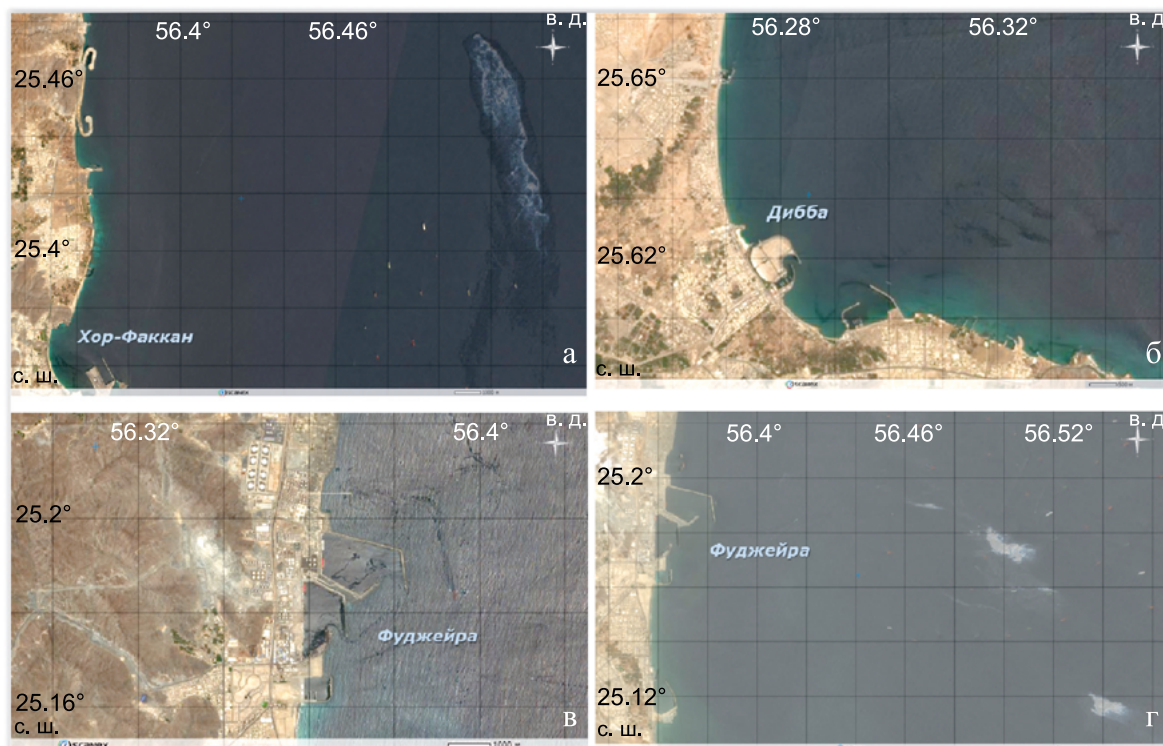 56.4° 56.46° в. д.
25.46°
25.4°
Хор-Факкан
с. ш.
а
56.28° 56.32° в. д.
25.65°
Дибба
25.62°
с. ш.
б
56.32° 56.4° в. д.
25.2°
Фуджейра
25.16°
с. ш.
в
56.4° 56.46° 56.52° в. д.
25.2°
Фуджейра
25.12°
с. ш.
г